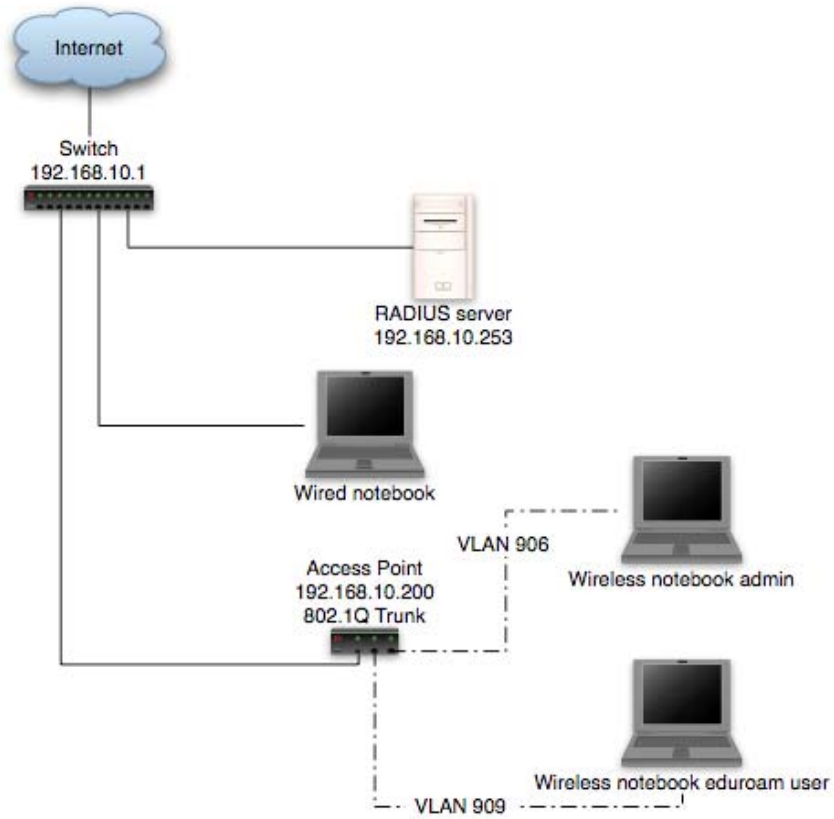 Internet
Switch
192.168.10.1
RADIUS server
192.168.10.253
Wired notebook
VLAN 906
Access Point
192.168.10.200
802.1Q Trunk
Wireless notebook admin
Wireless notebook eduroam user
VLAN 909